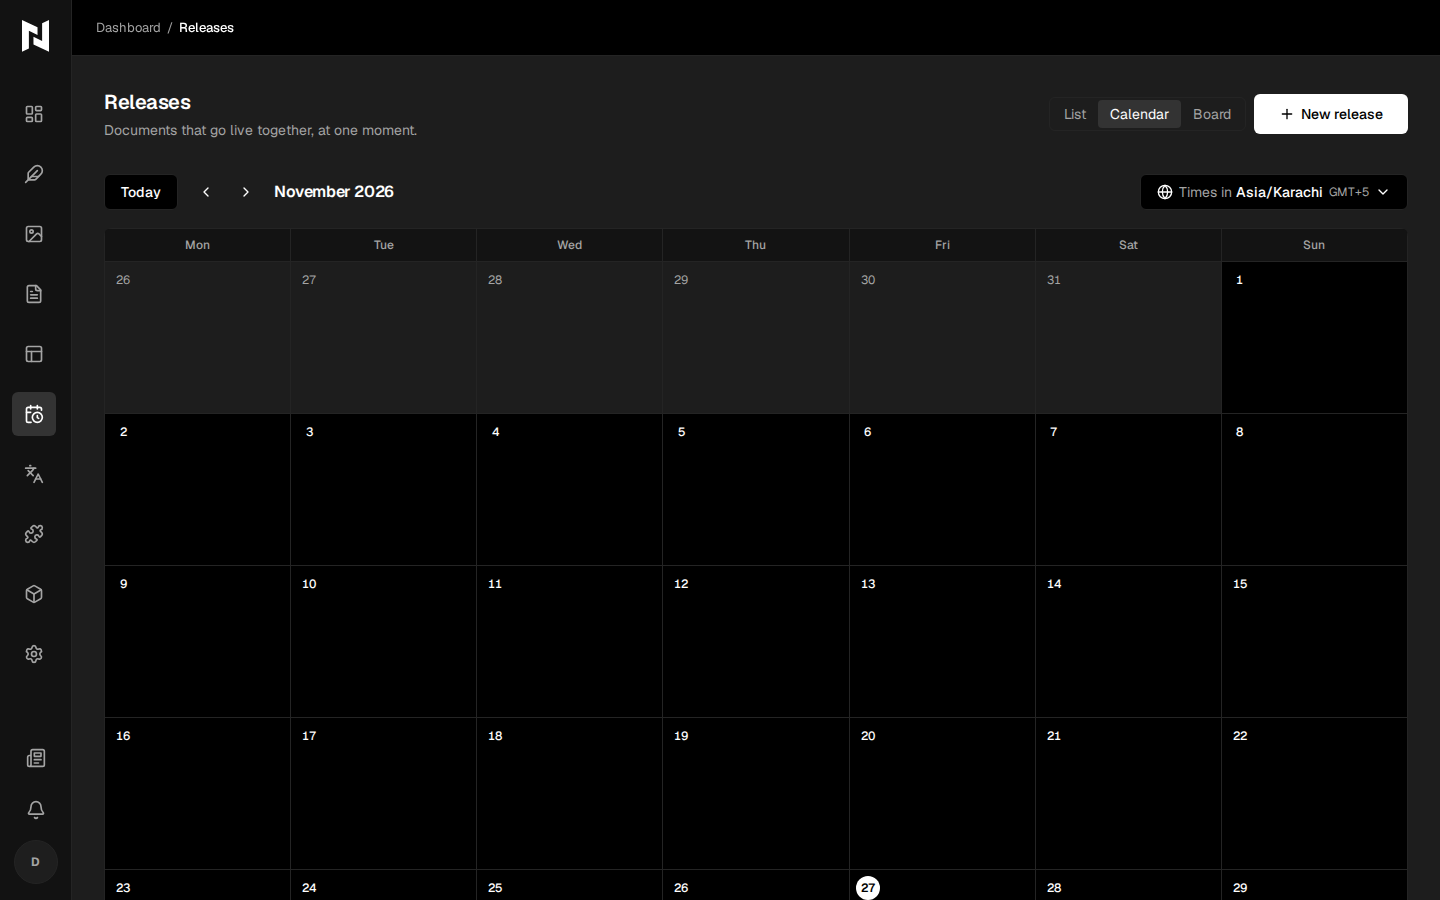 Dashboard / Releases
Releases
Documents that go live together, at one moment.
List Calendar Board + New release
Today November 2026 Times in Asia/Karachi GMT+5
Mon Tue Wed Thu Fri Sat Sun
26 27 28 29 30 31 1
2 3 4 5 6 7 8
9 10 11 12 13 14 15
16 17 18 19 20 21 22
23 24 25 26 27 28 29
D